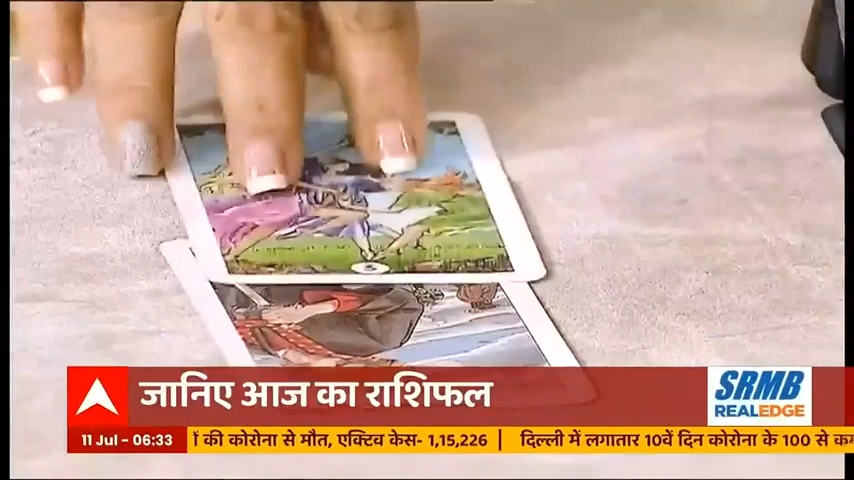 जानिए आज का राशिफल
SRMB
REALEDGE
11 Jul - 06:33
की कोरोना से मौत, एक्टिव केस- 1,15,226 | दिल्ली में लगातार 10वें दिन कोरोना के 100 से